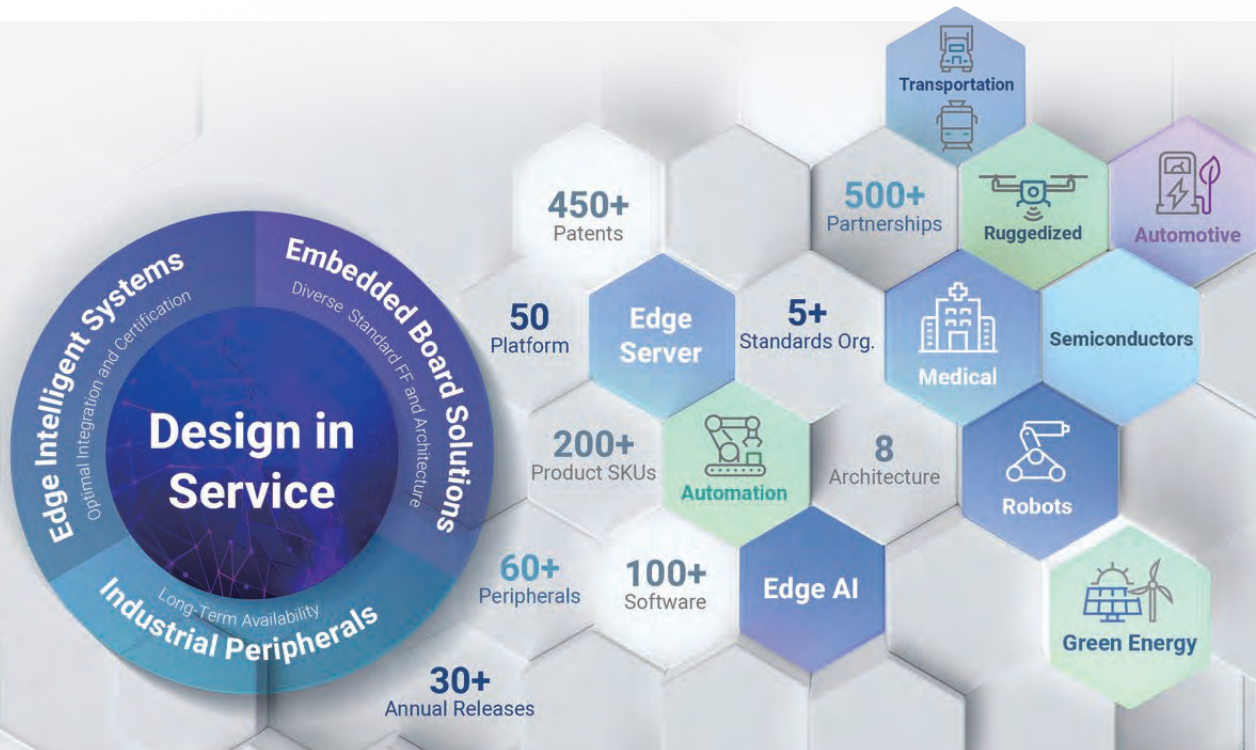 Transportation
450+
Patents
500+
Partnerships
Ruggedized
Automotive
Edge Intelligent Systems
Optimal Integration and Certification
Embedded Board Solutions
Diverse Standard FF and Architecture
Industrial Peripherals
Long-Term Availability
Design in
Service
50
Platform
Edge
Server
5+
Standards Org.
Medical
Semiconductors
200+
Product SKUs
Automation
8
Architecture
Robots
60+
Peripherals
100+
Software
Edge AI
Green Energy
30+
Annual Releases